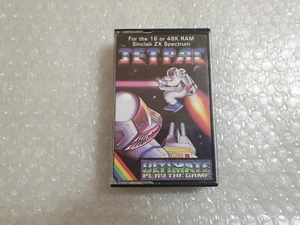 For the 16 or 48K RAM
Sinclair ZX Spectrum
JETPAC
ULTIMATE
PLAY THE GAME